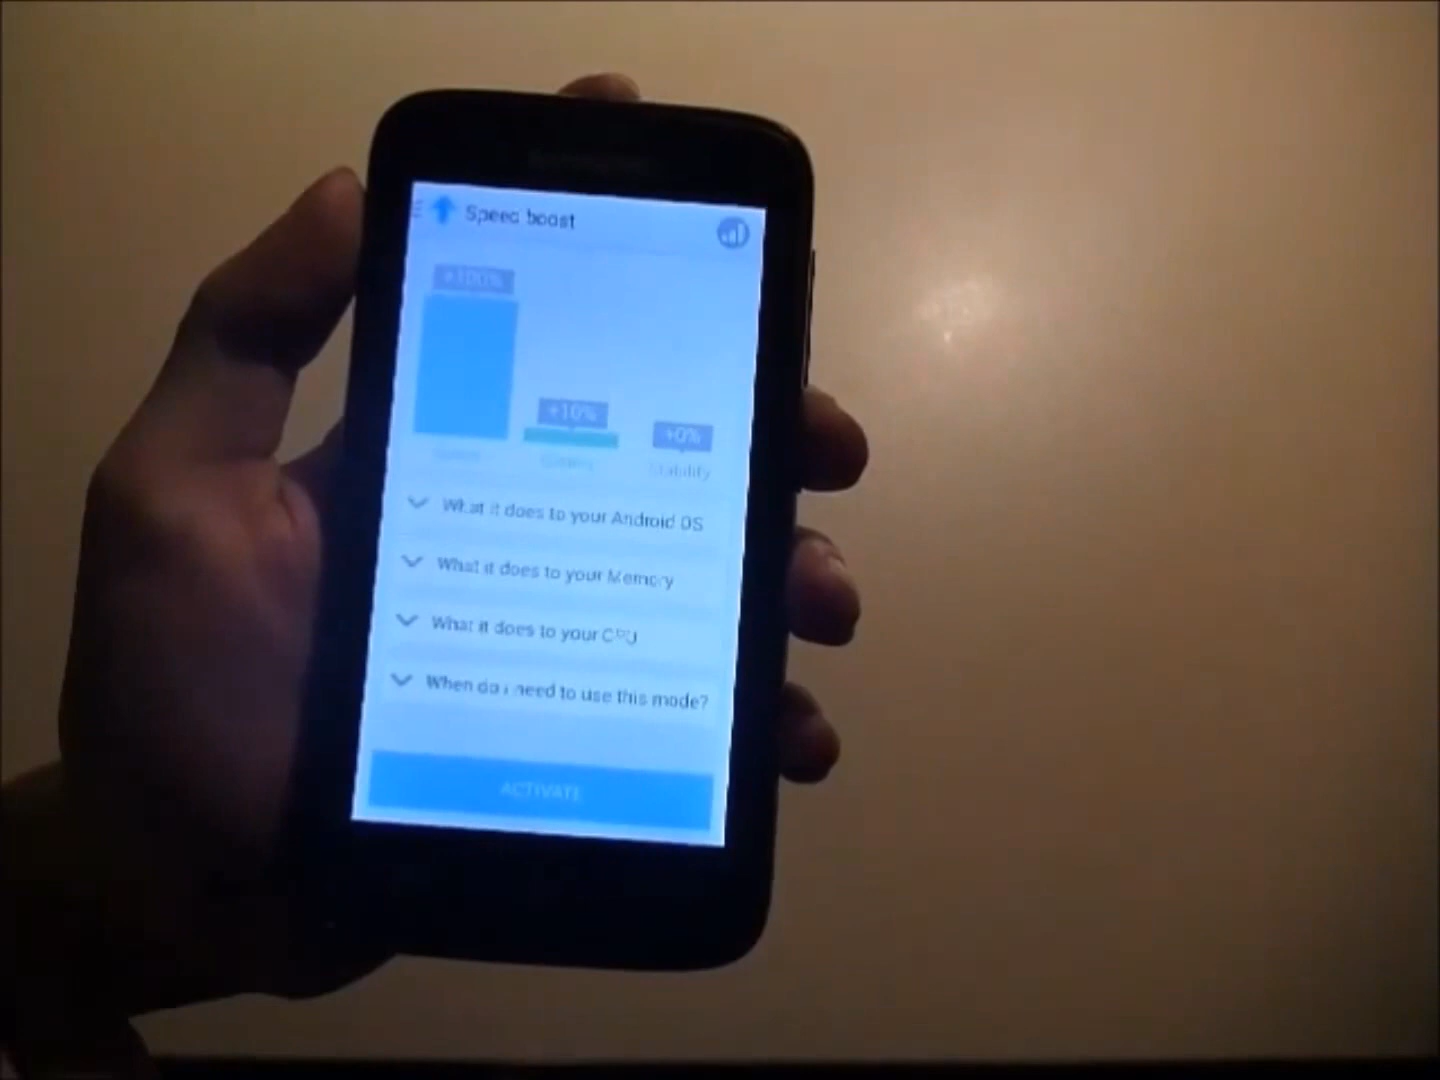 Speed boost
+100%
+10%
+0%
Stability
What it does to your Android OS
What it does to your Memory
What it does to your CPU
When do i need to use this mode?
ACTIVATE